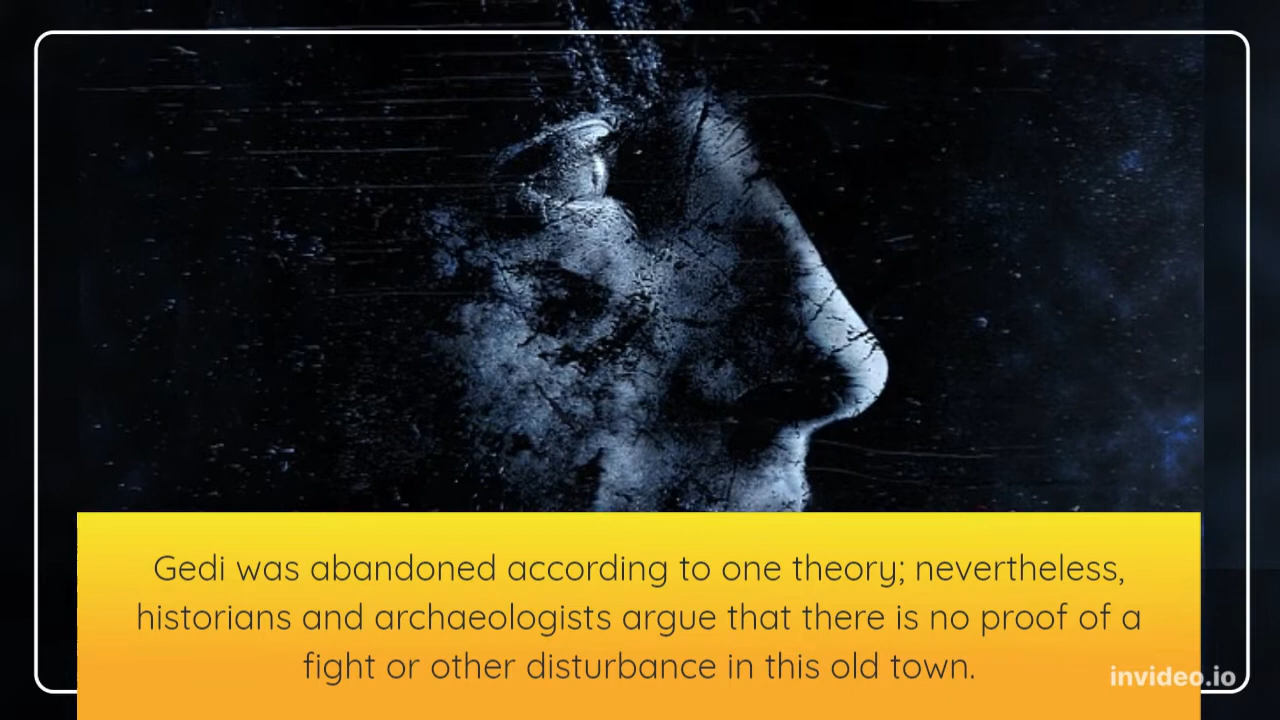 Gedi was abandoned according to one theory; nevertheless,
historians and archaeologists argue that there is no proof of a
fight or other disturbance in this old town.
invideo.io